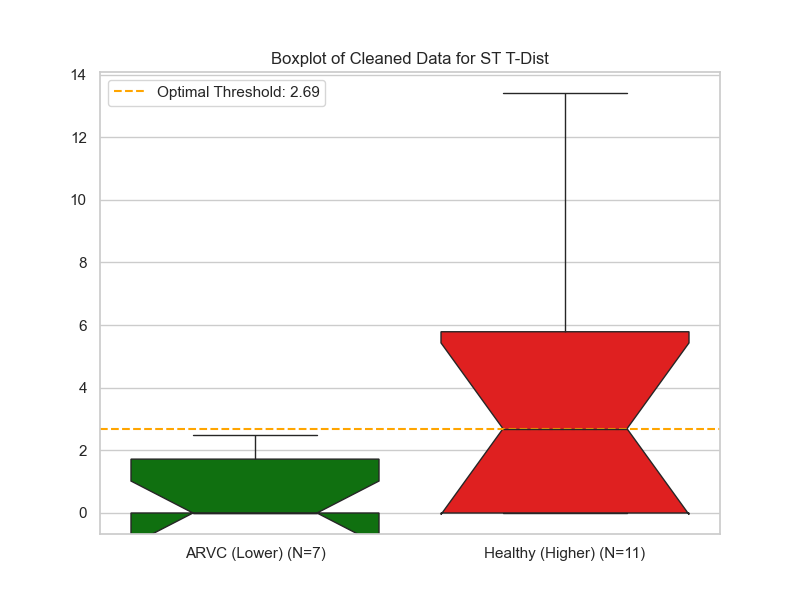 Boxplot of Cleaned Data for ST T-Dist
Optimal Threshold: 2.69
14
12
10
8
6
4
2
0
ARVC (Lower) (N=7)
Healthy (Higher) (N=11)